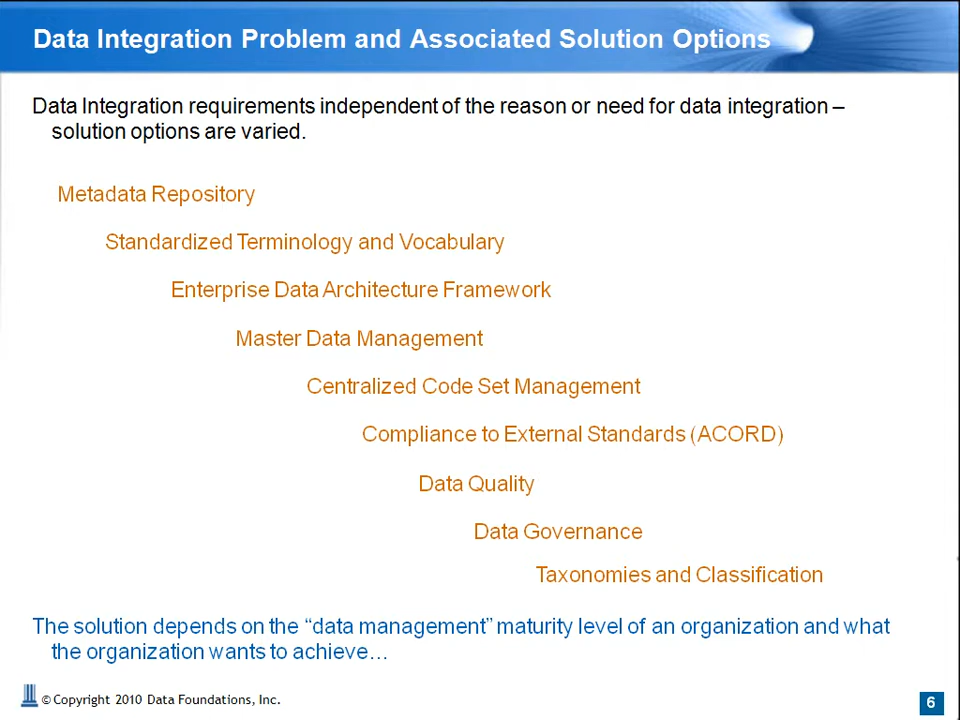 Data Integration Problem and Associated Solution Options
Data Integration requirements independent of the reason or need for data integration –
solution options are varied.
Metadata Repository
Standardized Terminology and Vocabulary
Enterprise Data Architecture Framework
Master Data Management
Centralized Code Set Management
Compliance to External Standards (ACORD)
Data Quality
Data Governance
Taxonomies and Classification
The solution depends on the “data management” maturity level of an organization and what
the organization wants to achieve…
© Copyright 2010 Data Foundations, Inc.
6